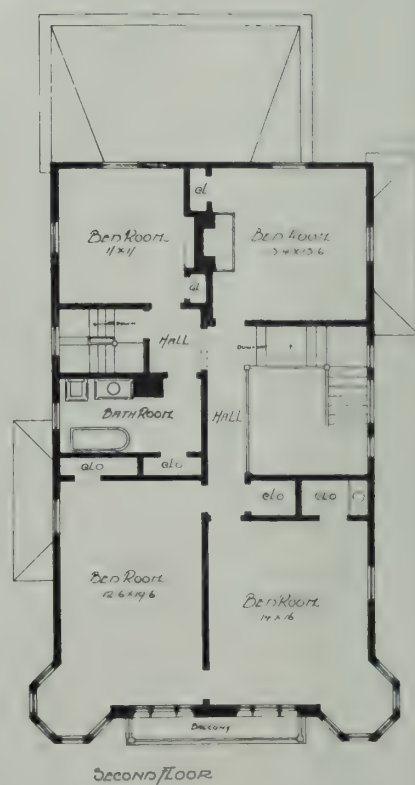 CL
BED ROOM
11 X 11
BED ROOM
CL
DOWN
HALL
DOWN
BATH ROOM
HALL
CLO
CLO
CLO
CLO
BED ROOM
12-6 X 19-6
BED ROOM
14 X 16
BALCONY
SECOND FLOOR